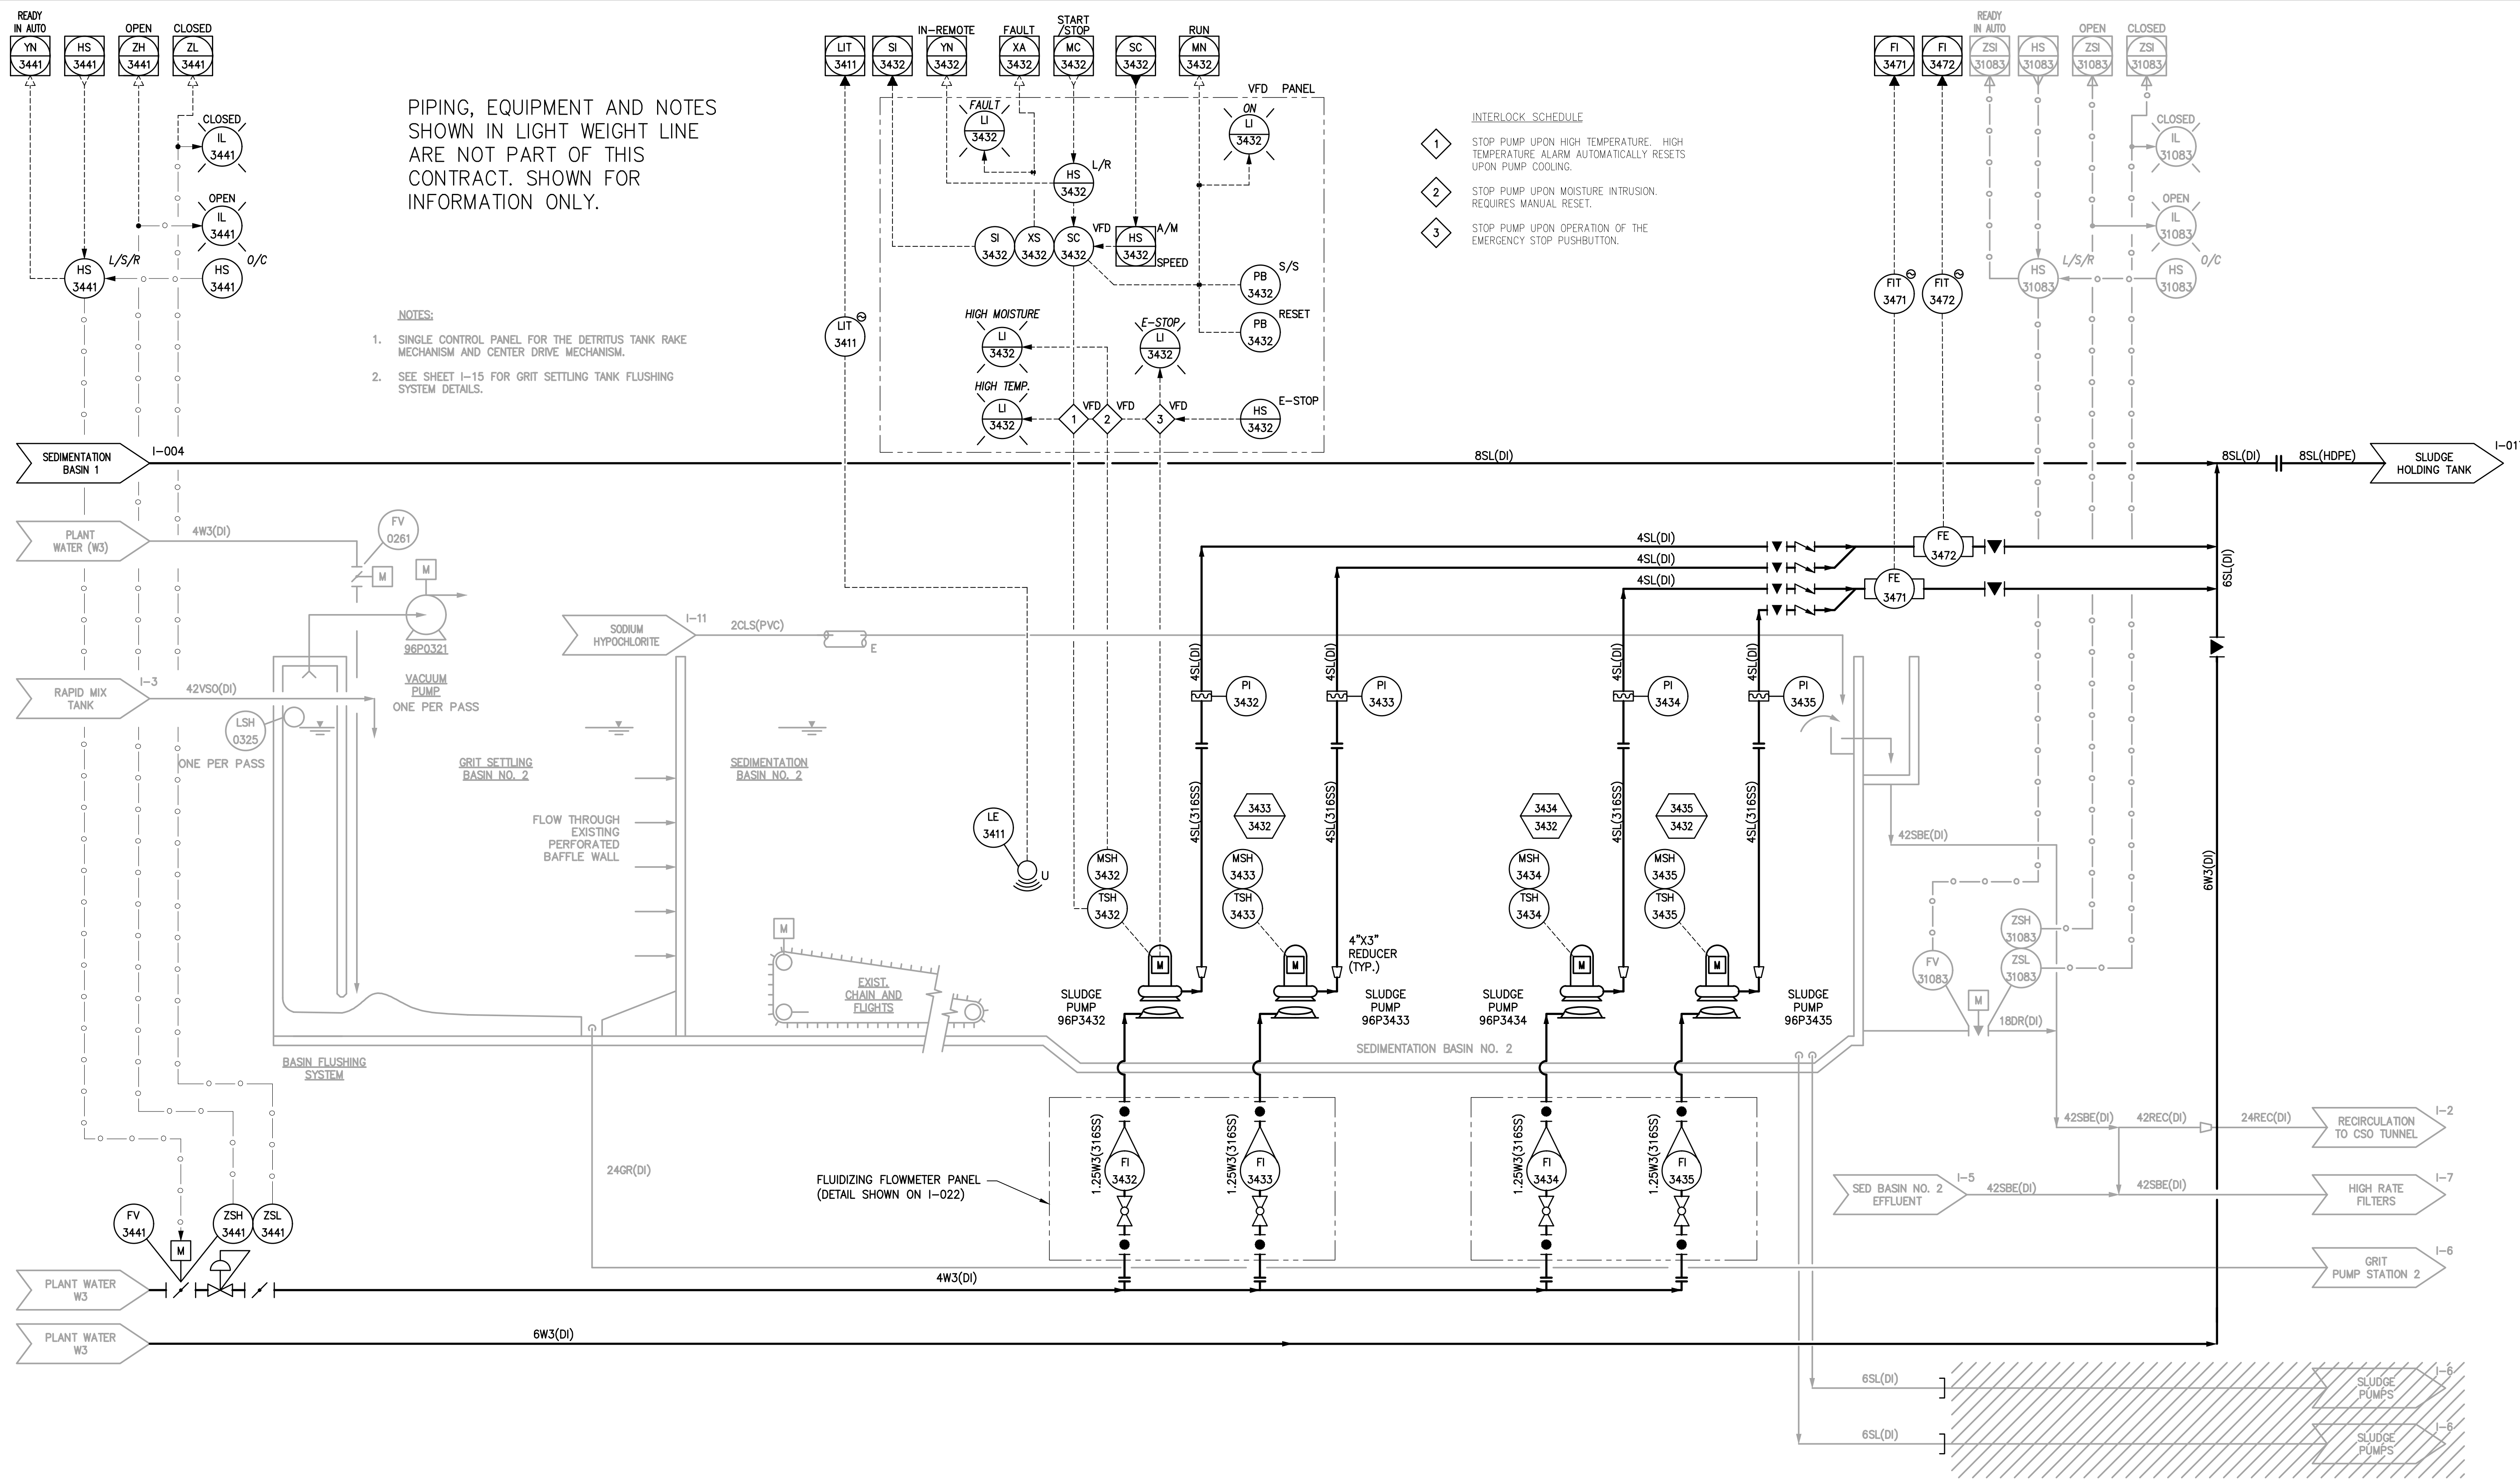 READY
IN AUTO
YN
3441
HS
3441
OPEN
ZH
3441
CLOSED
ZL
3441
CLOSED
IL
3441
OPEN
IL
3441
HS
3441
L/S/R
HS
3441
O/C
PIPING, EQUIPMENT AND NOTES
SHOWN IN LIGHT WEIGHT LINE
ARE NOT PART OF THIS
CONTRACT. SHOWN FOR
INFORMATION ONLY.
NOTES:
1. SINGLE CONTROL PANEL FOR THE DETRITUS TANK RAKE
MECHANISM AND CENTER DRIVE MECHANISM.
2. SEE SHEET I-15 FOR GRIT SETTLING TANK FLUSHING
SYSTEM DETAILS.
LIT
3411
SI
3432
IN-REMOTE
YN
3432
FAULT
XA
3432
START
/STOP
MC
3432
SC
3432
RUN
MN
3432
VFD PANEL
FAULT
LI
3432
ON
LI
3432
L/R
HS
3432
SI
3432
XS
3432
SC
3432
VFD
HS
3432
A/M
SPEED
PB
3432
S/S
PB
3432
RESET
LIT
3411
HIGH MOISTURE
LI
3432
E-STOP
LI
3432
HIGH TEMP.
LI
3432
1
VFD
2
VFD
3
VFD
HS
3432
E-STOP
INTERLOCK SCHEDULE
1
STOP PUMP UPON HIGH TEMPERATURE. HIGH
TEMPERATURE ALARM AUTOMATICALLY RESETS
UPON PUMP COOLING.
2
STOP PUMP UPON MOISTURE INTRUSION.
REQUIRES MANUAL RESET.
3
STOP PUMP UPON OPERATION OF THE
EMERGENCY STOP PUSHBUTTON.
FI
3471
FI
3472
READY
IN AUTO
ZSI
31083
HS
31083
OPEN
ZSI
31083
CLOSED
ZSI
31083
CLOSED
IL
31083
OPEN
IL
31083
FIT
3471
FIT
3472
HS
31083
L/S/R
HS
31083
O/C
SEDIMENTATION
BASIN 1
I-004
8SL(DI)
8SL(DI)
8SL(HDPE)
SLUDGE
HOLDING TANK
PLANT
WATER (W3)
4W3(DI)
FV
0261
M
M
96P0321
VACUUM
PUMP
ONE PER PASS
RAPID MIX
TANK
I-3
42VSO(DI)
LSH
0325
ONE PER PASS
GRIT SETTLING
BASIN NO. 2
SEDIMENTATION
BASIN NO. 2
FLOW THROUGH
EXISTING
PERFORATED
BAFFLE WALL
SODIUM
HYPOCHLORITE
I-11
2CLS(PVC)
E
4SL(DI)
4SL(DI)
4SL(DI)
FE
3472
FE
3471
6SL(DI)
4SL(DI)
4SL(DI)
4SL(DI)
4SL(DI)
PI
3432
PI
3433
PI
3434
PI
3435
4SL(316SS)
4SL(316SS)
4SL(316SS)
4SL(316SS)
LE
3411
U
3433
3432
3434
3432
3435
3432
MSH
3432
TSH
3432
MSH
3433
TSH
3433
MSH
3434
TSH
3434
MSH
3435
TSH
3435
M
M
M
M
4"X3"
REDUCER
(TYP.)
SLUDGE
PUMP
96P3432
SLUDGE
PUMP
96P3433
SLUDGE
PUMP
96P3434
SLUDGE
PUMP
96P3435
M
EXIST.
CHAIN AND
FLIGHTS
SEDIMENTATION BASIN NO. 2
BASIN FLUSHING
SYSTEM
42SBE(DI)
6W3(DI)
ZSH
31083
ZSL
31083
FV
31083
M
18DR(DI)
24GR(DI)
FLUIDIZING FLOWMETER PANEL
(DETAIL SHOWN ON I-022)
1.25W3(316SS)
1.25W3(316SS)
1.25W3(316SS)
1.25W3(316SS)
FI
3432
FI
3433
FI
3434
FI
3435
42SBE(DI)
42REC(DI)
24REC(DI)
RECIRCULATION
TO CSO TUNNEL
I-2
SED BASIN NO. 2
EFFLUENT
I-5
42SBE(DI)
42SBE(DI)
HIGH RATE
FILTERS
I-7
GRIT
PUMP STATION 2
I-6
FV
3441
M
ZSH
3441
ZSL
3441
PLANT WATER
W3
4W3(DI)
PLANT WATER
W3
6W3(DI)
6SL(DI)
SLUDGE
PUMPS
I-6
6SL(DI)
SLUDGE
PUMPS
I-6